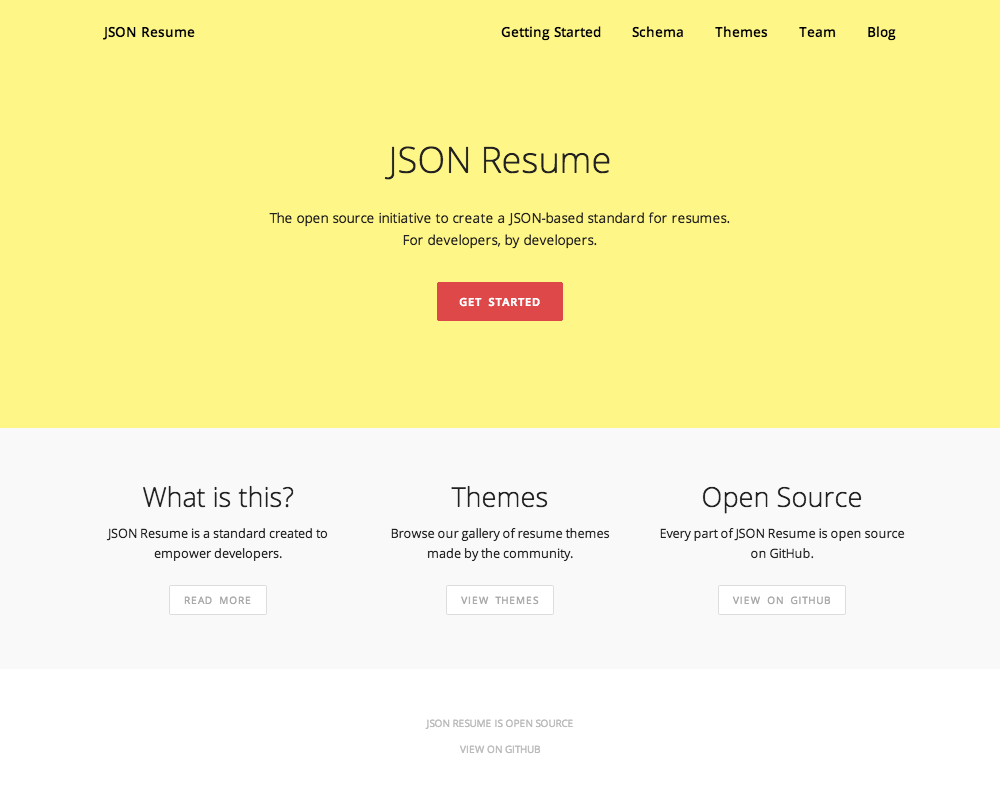 JSON Resume
Getting Started
Schema
Themes
Team
Blog
JSON Resume
The open source initiative to create a JSON-based standard for resumes.
For developers, by developers.
GET STARTED
What is this?
JSON Resume is a standard created to
empower developers.
READ MORE
Themes
Browse our gallery of resume themes
made by the community.
VIEW THEMES
Open Source
Every part of JSON Resume is open source
on GitHub.
VIEW ON GITHUB
JSON RESUME IS OPEN SOURCE
VIEW ON GITHUB